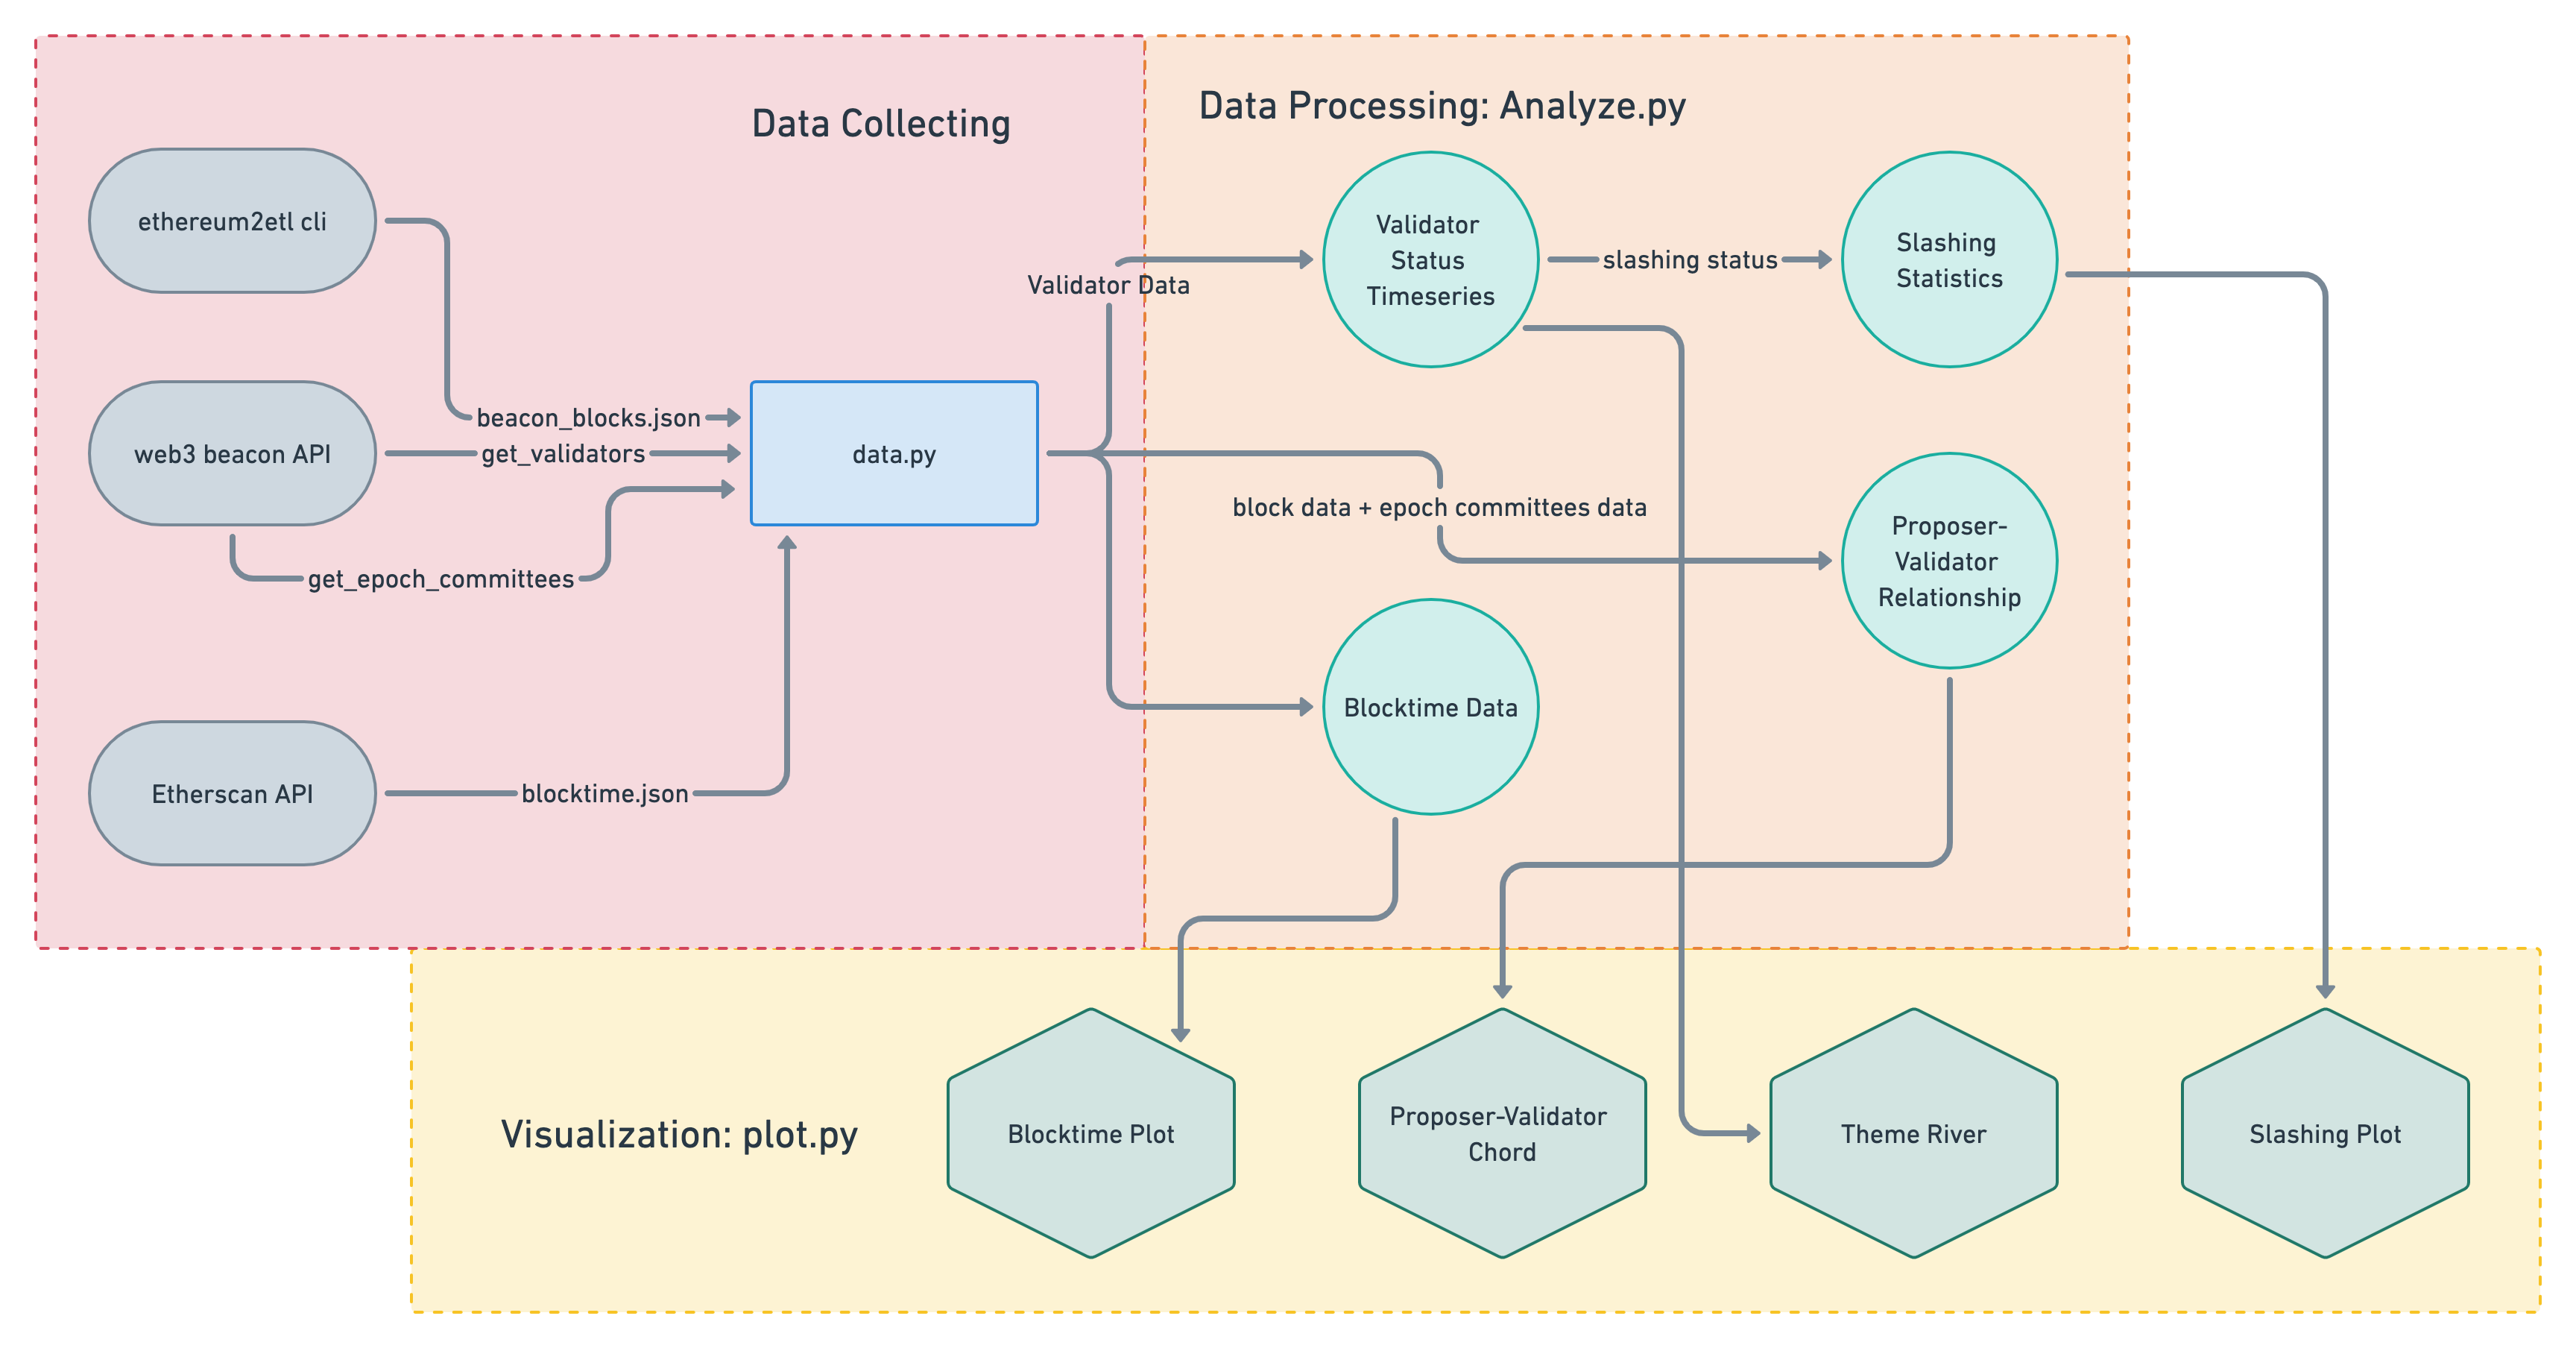 Data Collecting
Data Processing: Analyze.py
ethereum2etl cli
web3 beacon API
Etherscan API
beacon_blocks.json
get_validators
get_epoch_committees
blocktime.json
data.py
Validator Data
block data + epoch committees data
Validator
Status
Timeseries
slashing status
Slashing
Statistics
Proposer-
Validator
Relationship
Blocktime Data
Visualization: plot.py
Blocktime Plot
Proposer-Validator
Chord
Theme River
Slashing Plot